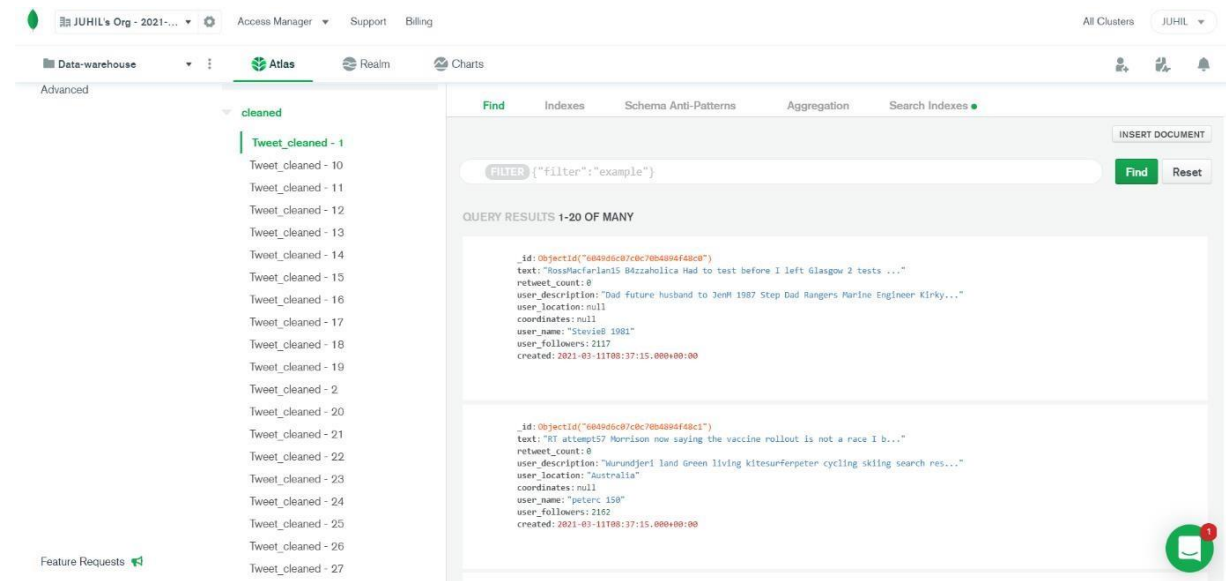 JUHIL's Org - 2021-... Access Manager Support Billing All Clusters JUHIL
Data-warehouse Atlas Realm Charts
Advanced
cleaned
Tweet_cleaned - 1
Tweet_cleaned - 10
Tweet_cleaned - 11
Tweet_cleaned - 12
Tweet_cleaned - 13
Tweet_cleaned - 14
Tweet_cleaned - 15
Tweet_cleaned - 16
Tweet_cleaned - 17
Tweet_cleaned - 18
Tweet_cleaned - 19
Tweet_cleaned - 2
Tweet_cleaned - 20
Tweet_cleaned - 21
Tweet_cleaned - 22
Tweet_cleaned - 23
Tweet_cleaned - 24
Tweet_cleaned - 25
Tweet_cleaned - 26
Tweet_cleaned - 27
Feature Requests
Find Indexes Schema Anti-Patterns Aggregation Search Indexes
INSERT DOCUMENT
FILTER {"filter":"example"} Find Reset
QUERY RESULTS 1-20 OF MANY
_id: ObjectId("6049d6c07c0c70b4894f48c0")
text: "RossMacfarlan15 B4zzaholica Had to test before I left Glasgow 2 tests ..."
retweet_count: 0
user_description: "Dad future husband to JenM 1987 Step Dad Rangers Marine Engineer Kirky..."
user_location: null
coordinates: null
user_name: "StevieB 1981"
user_followers: 2117
created: 2021-03-11T08:37:15.000+00:00
_id: ObjectId("6049d6c07c0c70b4894f48c1")
text: "RT attempt57 Morrison now saying the vaccine rollout is not a race I b..."
retweet_count: 0
user_description: "Wurundjeri land Green living kitesurferpeter cycling skiing search res..."
user_location: "Australia"
coordinates: null
user_name: "peterc 150"
user_followers: 2162
created: 2021-03-11T08:37:15.000+00:00
1